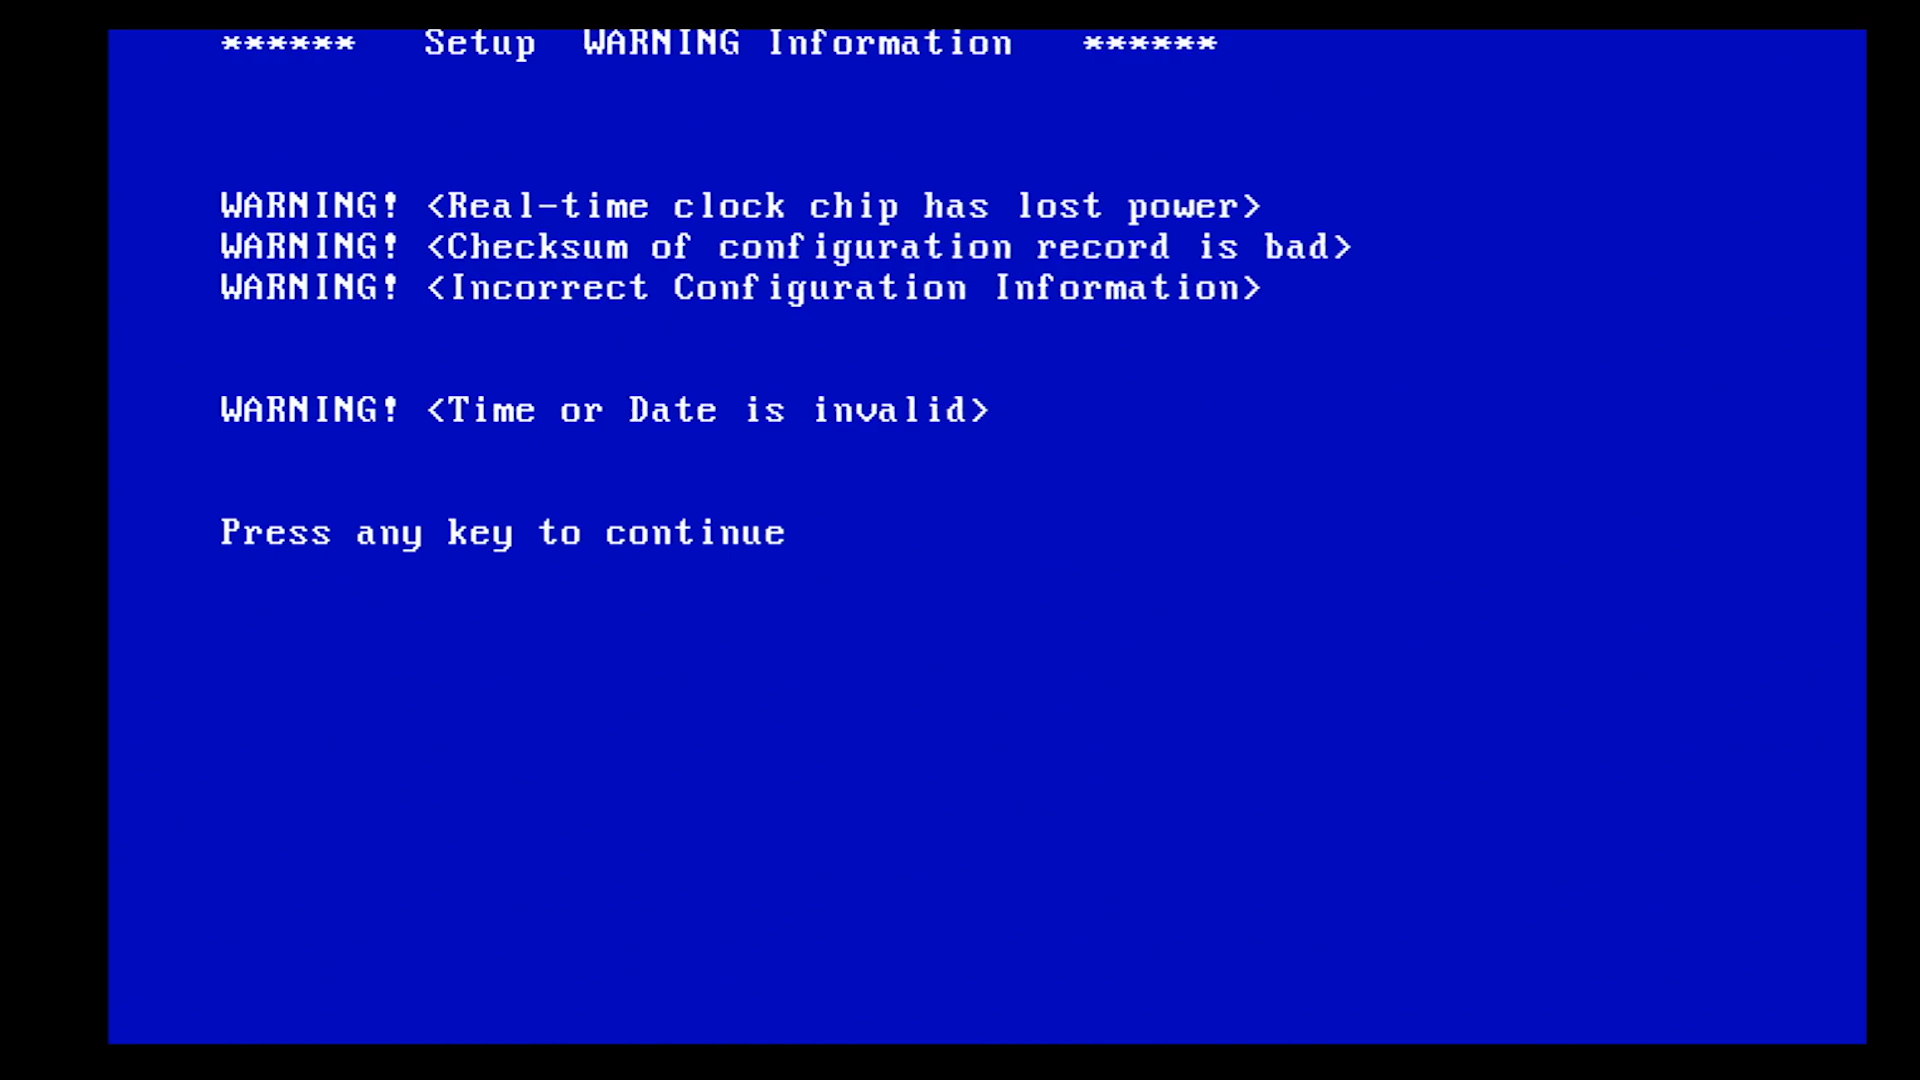 ****** Setup WARNING Information ******
WARNING! <Real-time clock chip has lost power>
WARNING! <Checksum of configuration record is bad>
WARNING! <Incorrect Configuration Information>
WARNING! <Time or Date is invalid>
Press any key to continue